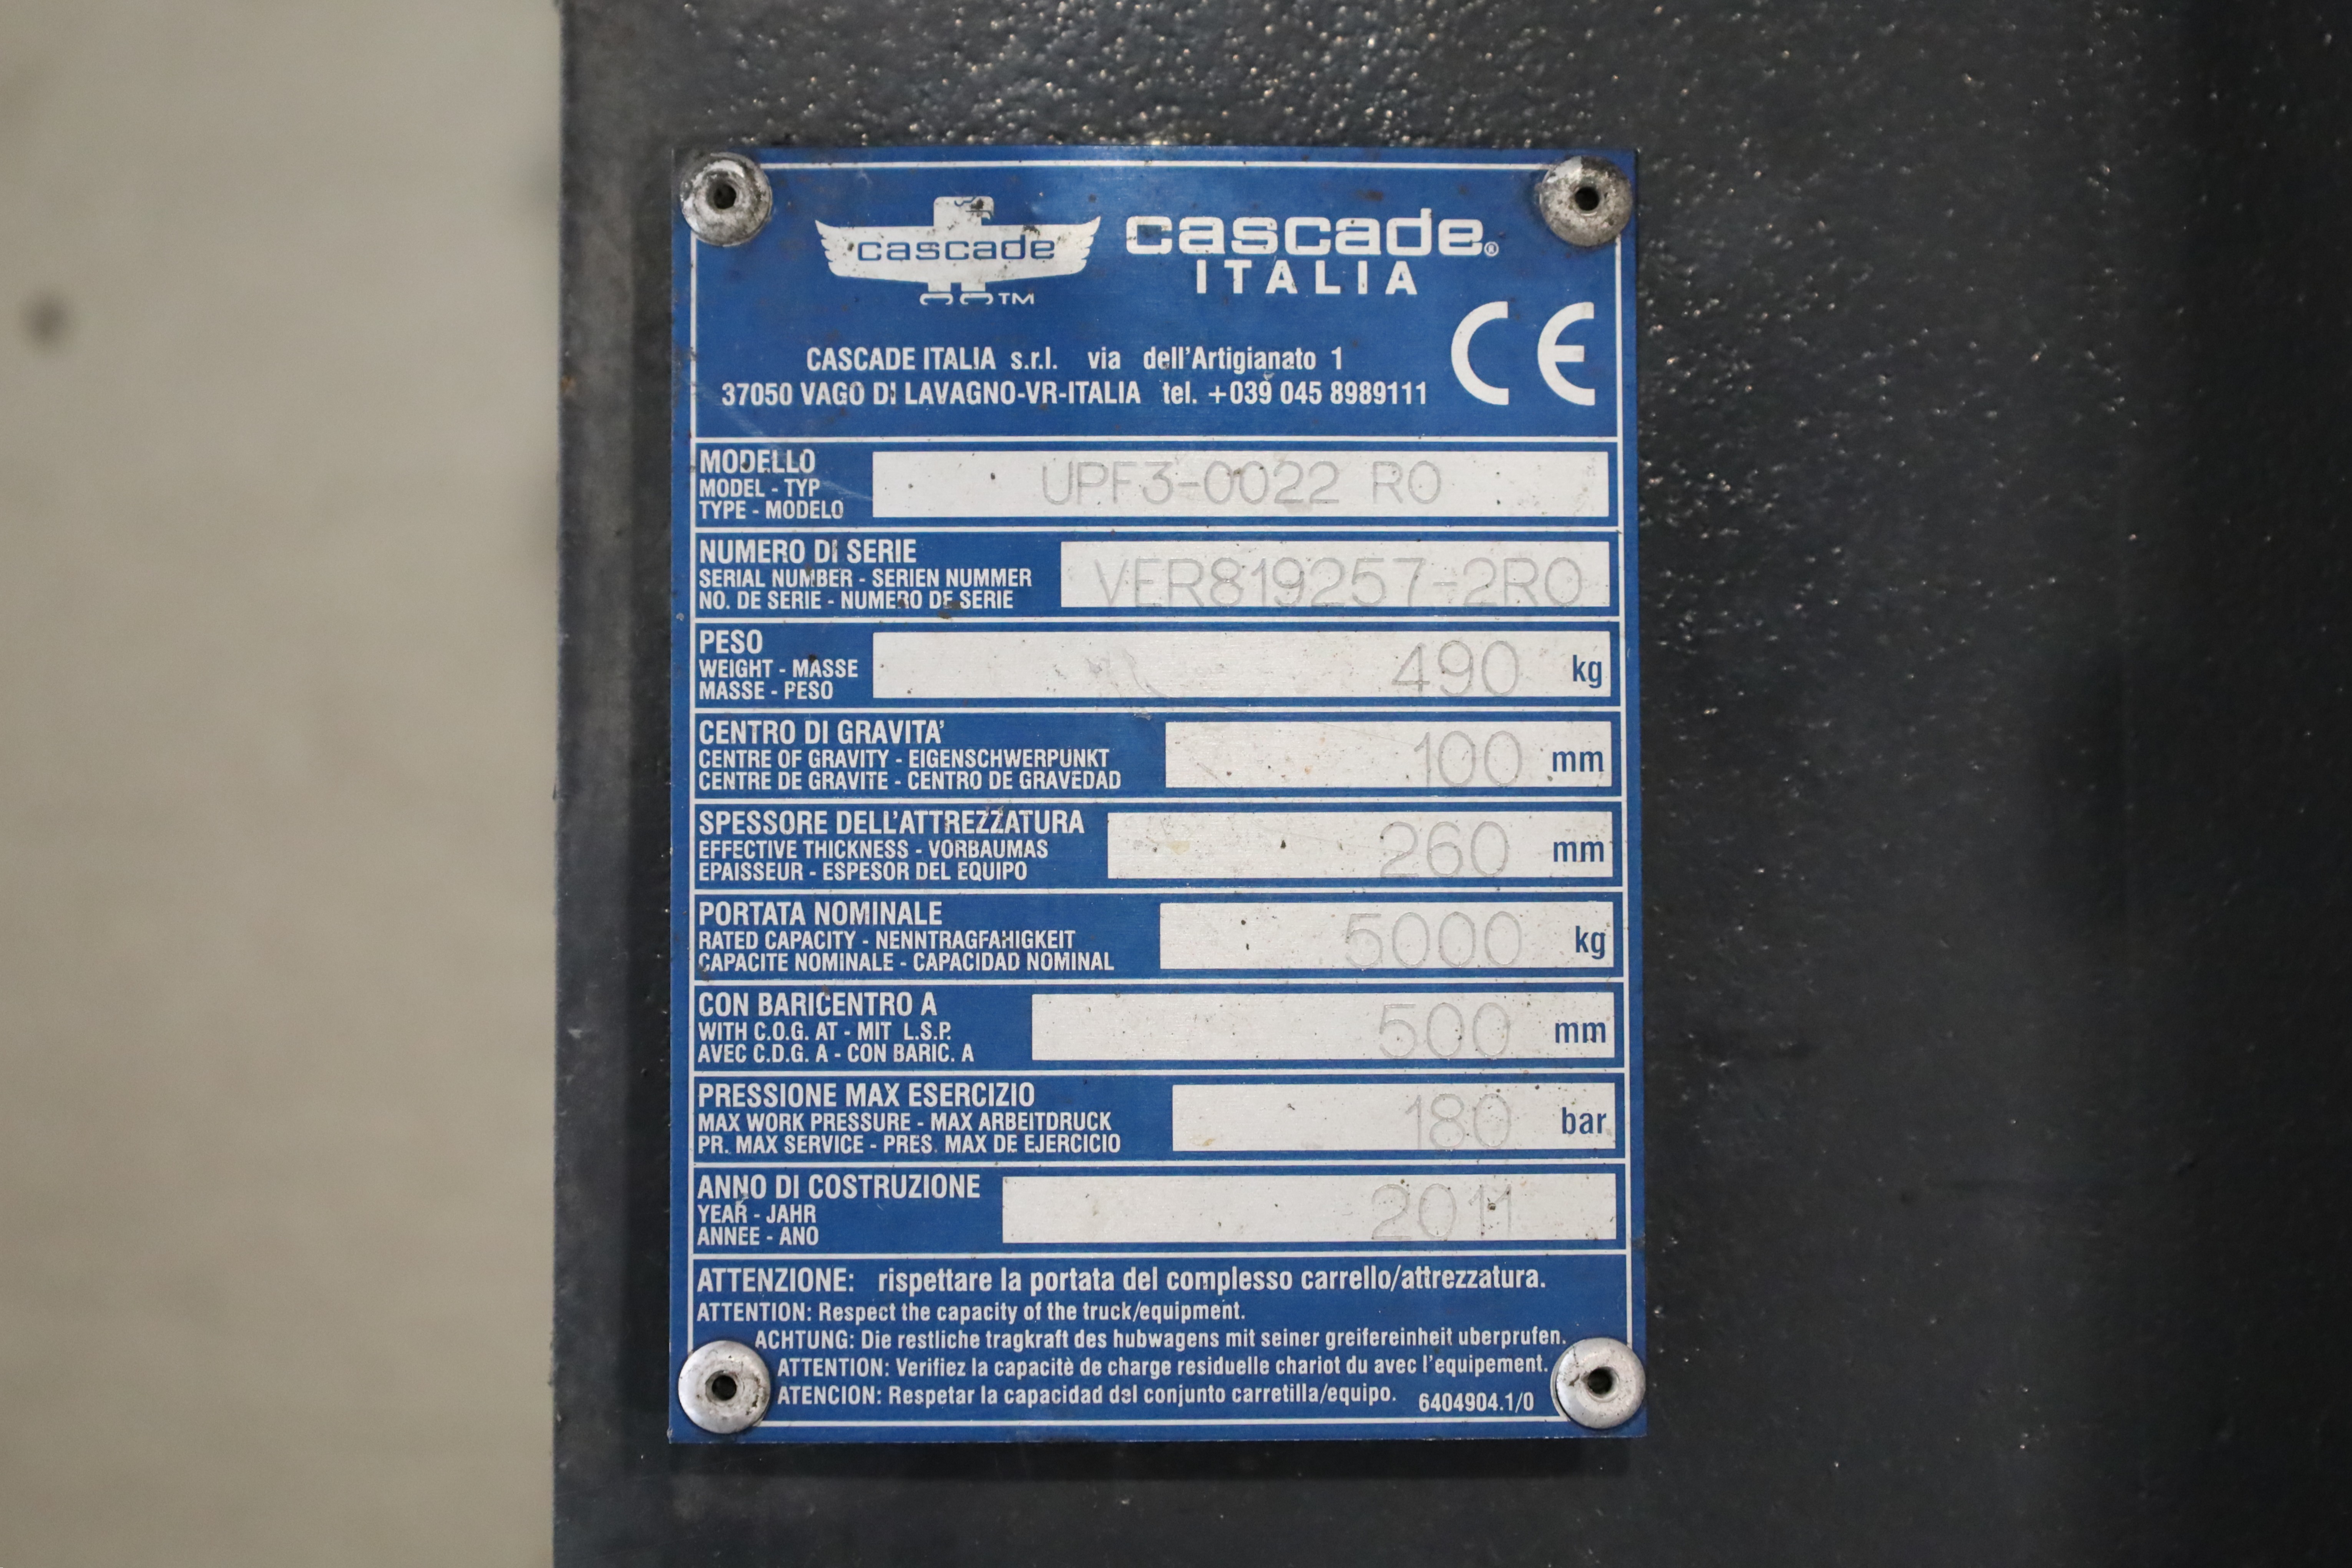 cascade
TM
cascade®
ITALIA
CE
CASCADE ITALIA s.r.l. via dell'Artigianato 1
37050 VAGO DI LAVAGNO-VR-ITALIA tel. +039 045 8989111
MODELLO
MODEL - TYP
TYPE - MODELO
UPF3-0022 RO
NUMERO DI SERIE
SERIAL NUMBER - SERIEN NUMMER
NO. DE SERIE - NUMERO DE SERIE
VER819257-2RO
PESO
WEIGHT - MASSE
MASSE - PESO
490 kg
CENTRO DI GRAVITA'
CENTRE OF GRAVITY - EIGENSCHWERPUNKT
CENTRE DE GRAVITE - CENTRO DE GRAVEDAD
100 mm
SPESSORE DELL'ATTREZZATURA
EFFECTIVE THICKNESS - VORBAUMAS
EPAISSEUR - ESPESOR DEL EQUIPO
260 mm
PORTATA NOMINALE
RATED CAPACITY - NENNTRAGFAHIGKEIT
CAPACITE NOMINALE - CAPACIDAD NOMINAL
5000 kg
CON BARICENTRO A
WITH C.O.G. AT - MIT L.S.P.
AVEC C.D.G. A - CON BARIC. A
500 mm
PRESSIONE MAX ESERCIZIO
MAX WORK PRESSURE - MAX ARBEITDRUCK
PR. MAX SERVICE - PRES. MAX DE EJERCICIO
180 bar
ANNO DI COSTRUZIONE
YEAR - JAHR
ANNEE - ANO
2011
ATTENZIONE: rispettare la portata del complesso carrello/attrezzatura.
ATTENTION: Respect the capacity of the truck/equipment.
ACHTUNG: Die restliche tragkraft des hubwagens mit seiner greifereinheit uberprufen.
ATTENTION: Verifiez la capacitè de charge residuelle chariot du avec l'equipement.
ATENCION: Respetar la capacidad del conjunto carretilla/equipo.
6404904.1/0